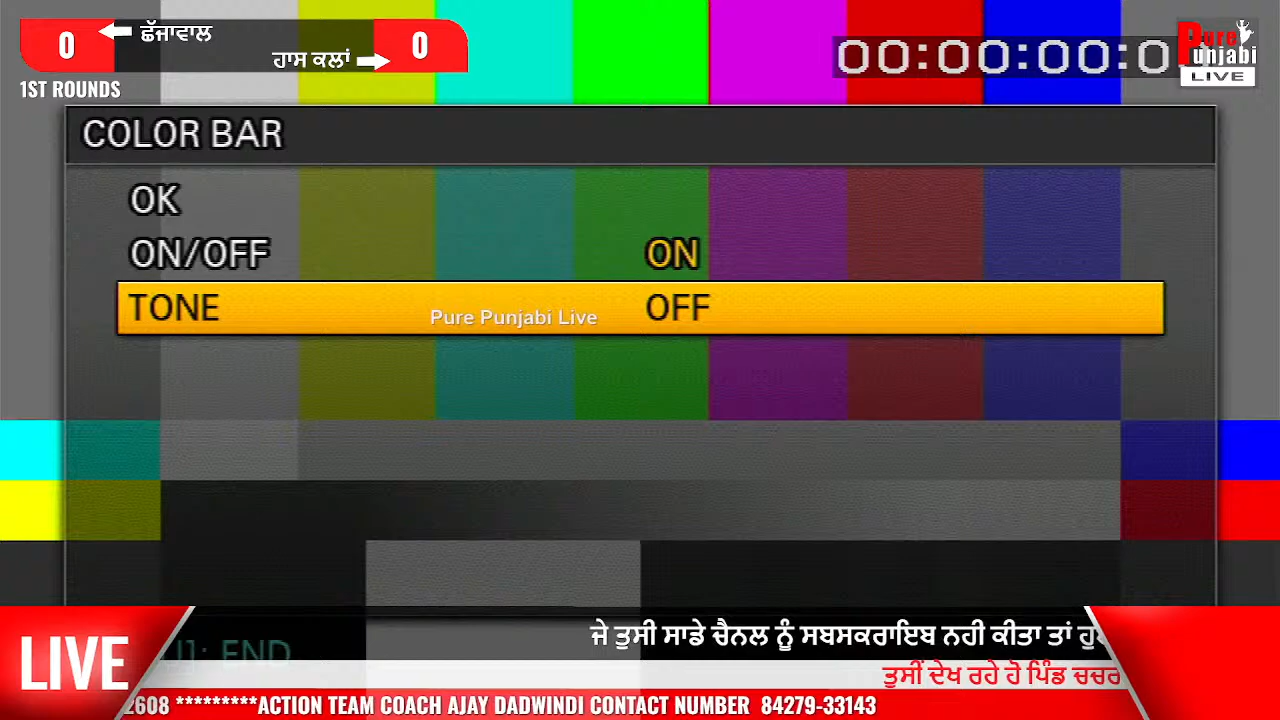 0
ਛੱਜਾਵਾਲ
ਹਾਸ ਕਲਾਂ
0
1ST ROUNDS
00:00:00:0
Pure Punjabi
LIVE
COLOR BAR
OK
ON/OFF ON
TONE OFF
Pure Punjabi Live
END
LIVE
ਜੇ ਤੁਸੀ ਸਾਡੇ ਚੈਨਲ ਨੂੰ ਸਬਸਕਰਾਇਬ ਨਹੀ ਕੀਤਾ ਤਾਂ
ਤੁਸੀਂ ਦੇਖ ਰਹੇ ਹੋ ਪਿੰਡ
2608 *********ACTION TEAM COACH AJAY DADWINDI CONTACT NUMBER 84279-33143